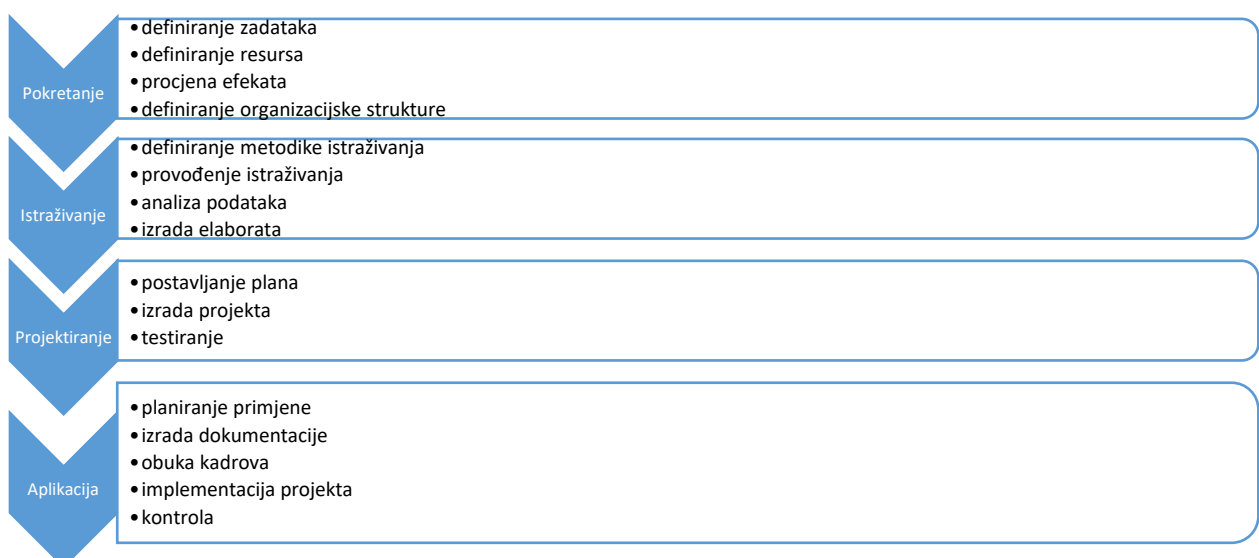 Pokretanje
•definiranje zadataka
•definiranje resursa
•procjena efekata
•definiranje organizacijske strukture
Istraživanje
•definiranje metodike istraživanja
•provođenje istraživanja
•analiza podataka
•izrada elaborata
Projektiranje
•postavljanje plana
•izrada projekta
•testiranje
Aplikacija
•planiranje primjene
•izrada dokumentacije
•obuka kadrova
•implementacija projekta
•kontrola